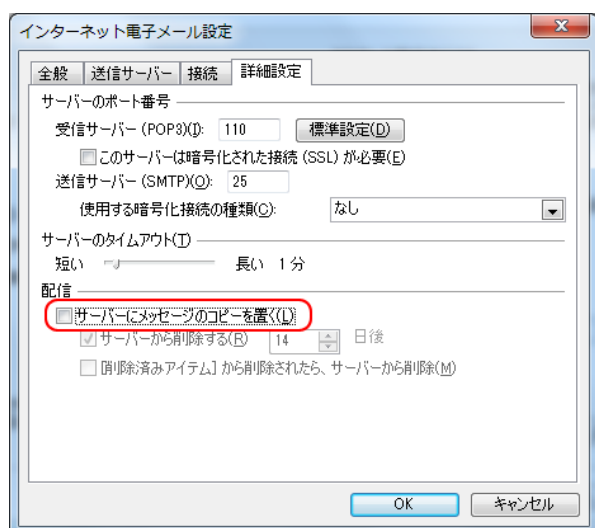 インターネット電子メール設定
全般 送信サーバー 接続 詳細設定
サーバーのポート番号
受信サーバー (POP3)(I): 110 標準設定(D)
このサーバーは暗号化された接続 (SSL) が必要(E)
送信サーバー (SMTP)(O): 25
使用する暗号化接続の種類(C): なし
サーバーのタイムアウト(T)
短い 長い 1 分
配信
サーバーにメッセージのコピーを置く(L)
サーバーから削除する(R) 14 日後
[削除済みアイテム] から削除されたら、サーバーから削除(M)
OK キャンセル